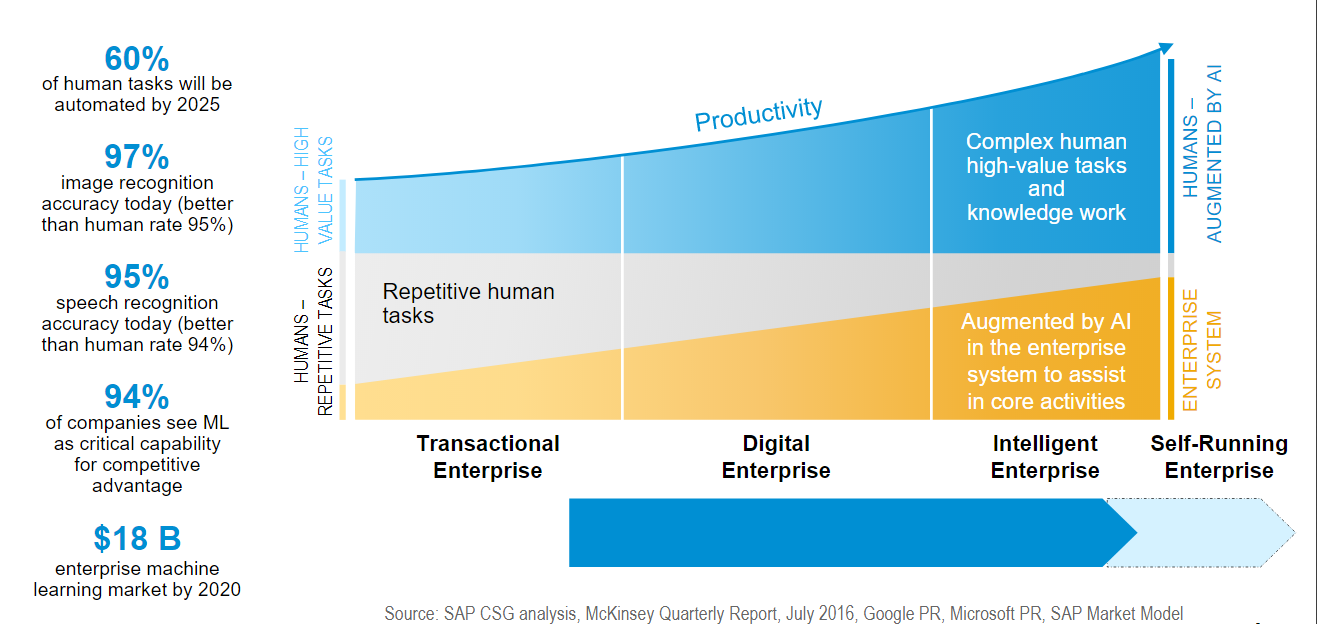 60%
of human tasks will be
automated by 2025
97%
image recognition
accuracy today (better
than human rate 95%)
95%
speech recognition
accuracy today (better
than human rate 94%)
94%
of companies see ML
as critical capability
for competitive
advantage
$18 B
enterprise machine
learning market by 2020
HUMANS – HIGH
VALUE TASKS
HUMANS –
REPETITIVE TASKS
Productivity
Repetitive human
tasks
Complex human
high-value tasks
and
knowledge work
Augmented by AI
in the enterprise
system to assist
in core activities
HUMANS –
AUGMENTED BY AI
ENTERPRISE
SYSTEM
Transactional
Enterprise
Digital
Enterprise
Intelligent
Enterprise
Self-Running
Enterprise
Source: SAP CSG analysis, McKinsey Quarterly Report, July 2016, Google PR, Microsoft PR, SAP Market Model